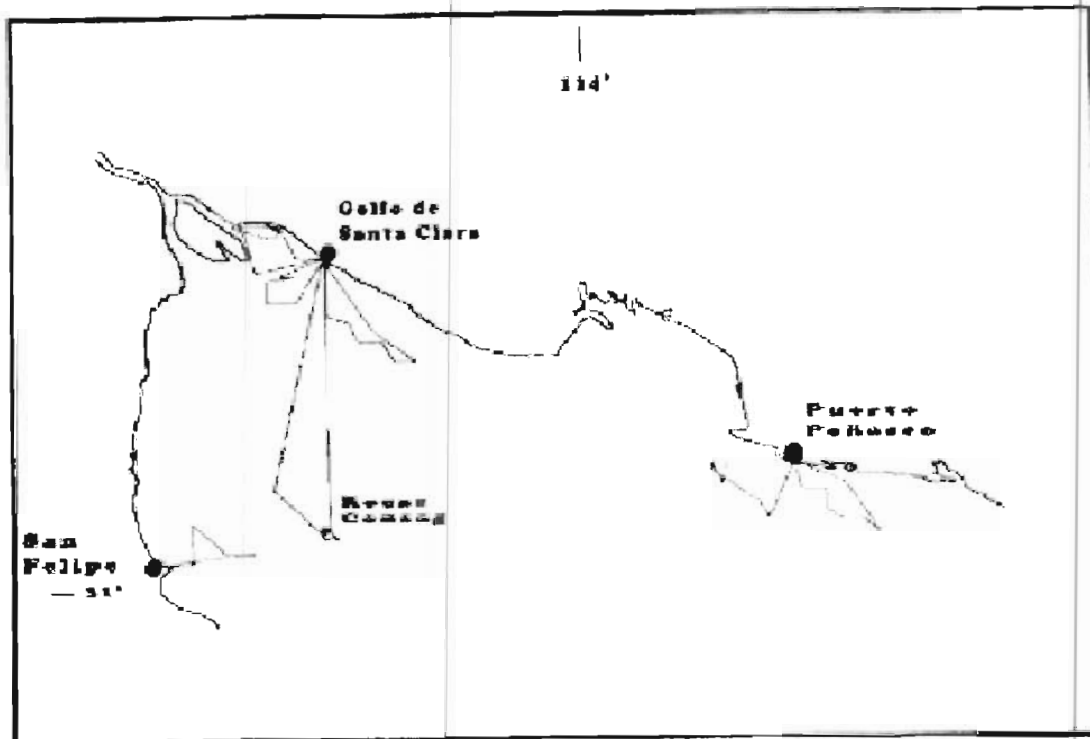 114°
Golfo de
Santa Clara
Puerto
Peñasco
San
Felipe
31°